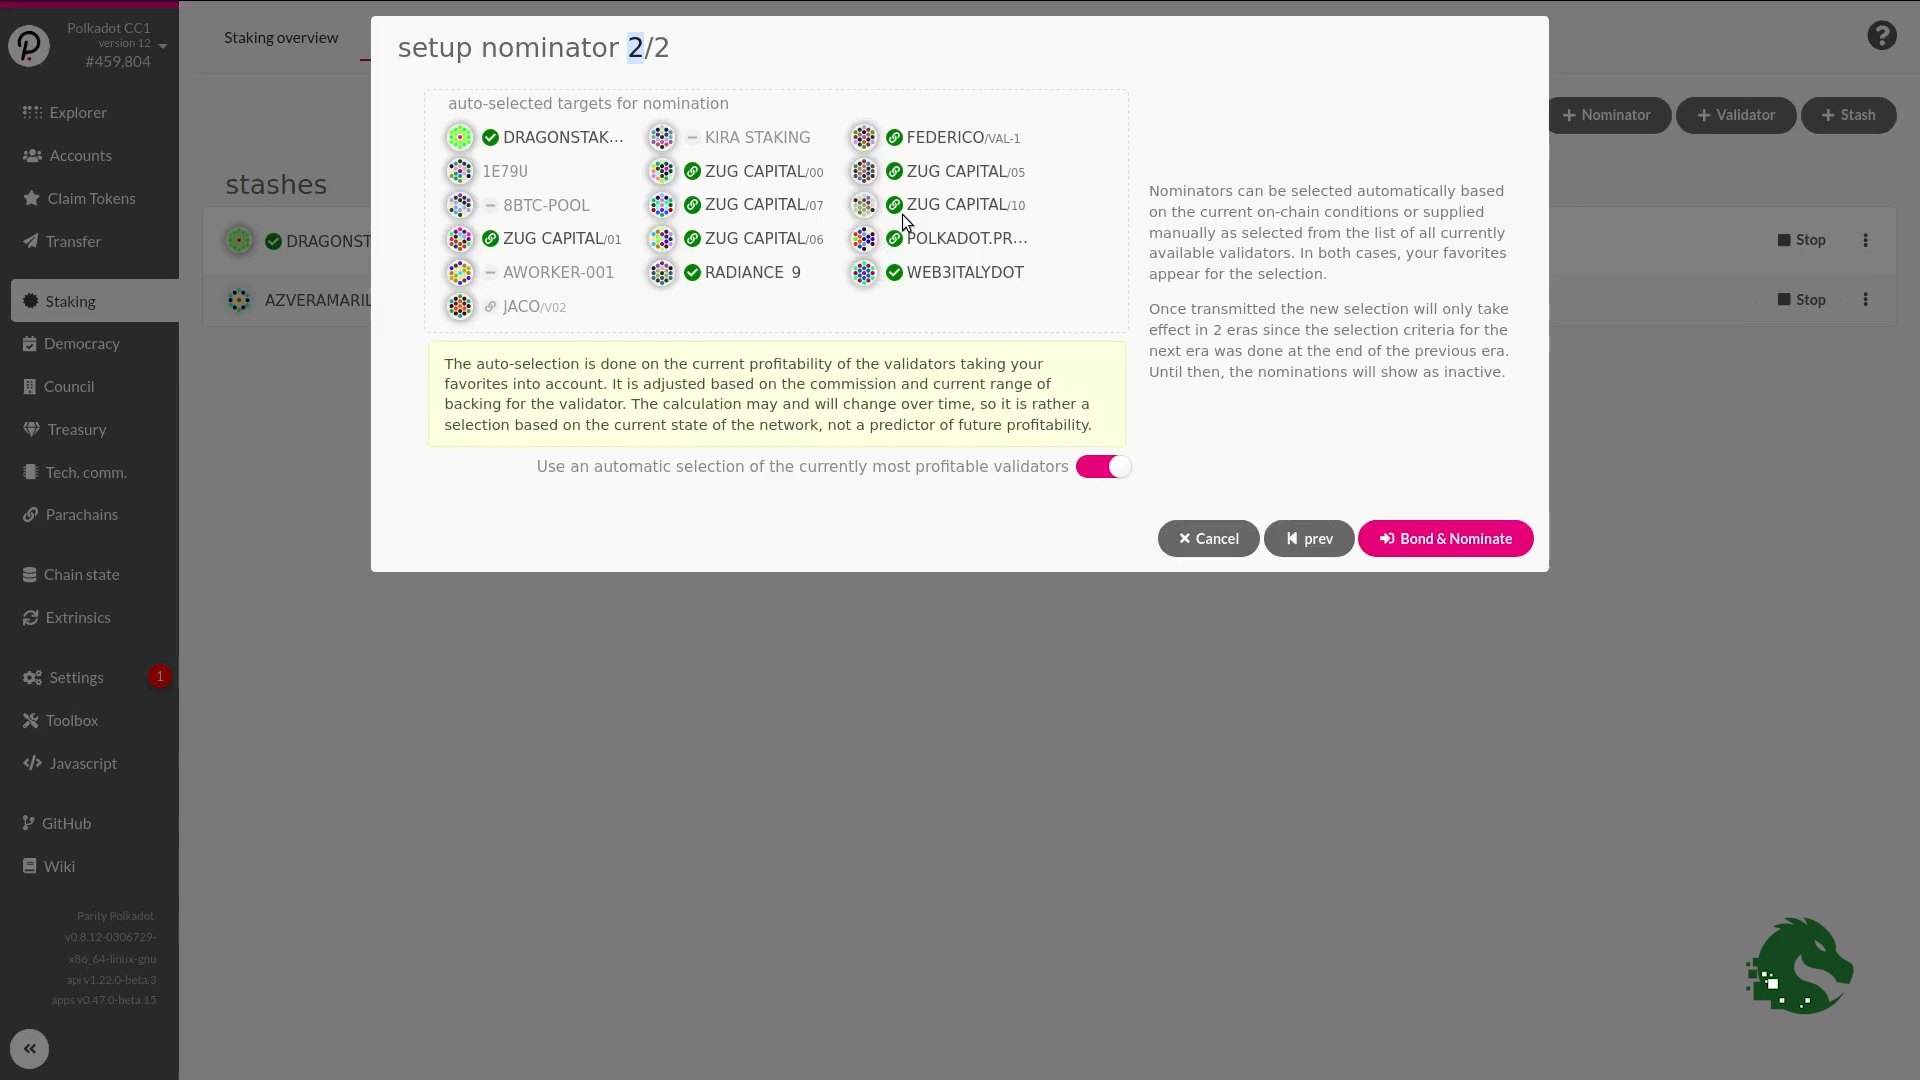 Polkadot CC1
version 12
#459,804
Explorer
Accounts
Claim Tokens
Transfer
Staking
Democracy
Council
Treasury
Tech. comm.
Parachains
Chain state
Extrinsics
Settings
1
Toolbox
Javascript
GitHub
Wiki
Parity Polkadot
v0.8.12-0306729-
x86_64-linux-gnu
api v1.22.0-beta.3
apps v0.47.0-beta.15
Staking overview
Nominator
Validator
Stash
stashes
DRAGONST
Stop
AZVERAMARIL
Stop
setup nominator 2/2
auto-selected targets for nomination
DRAGONSTAK... KIRA STAKING FEDERICO/VAL-1
1E79U ZUG CAPITAL/00 ZUG CAPITAL/05
8BTC-POOL ZUG CAPITAL/07 ZUG CAPITAL/10
ZUG CAPITAL/01 ZUG CAPITAL/06 POLKADOT.PR...
AWORKER-001 RADIANCE 9 WEB3ITALYDOT
JACO/V02
The auto-selection is done on the current profitability of the validators taking your
favorites into account. It is adjusted based on the commission and current range of
backing for the validator. The calculation may and will change over time, so it is rather a
selection based on the current state of the network, not a predictor of future profitability.
Use an automatic selection of the currently most profitable validators
Nominators can be selected automatically based
on the current on-chain conditions or supplied
manually as selected from the list of all currently
available validators. In both cases, your favorites
appear for the selection.
Once transmitted the new selection will only take
effect in 2 eras since the selection criteria for the
next era was done at the end of the previous era.
Until then, the nominations will show as inactive.
Cancel
prev
Bond & Nominate